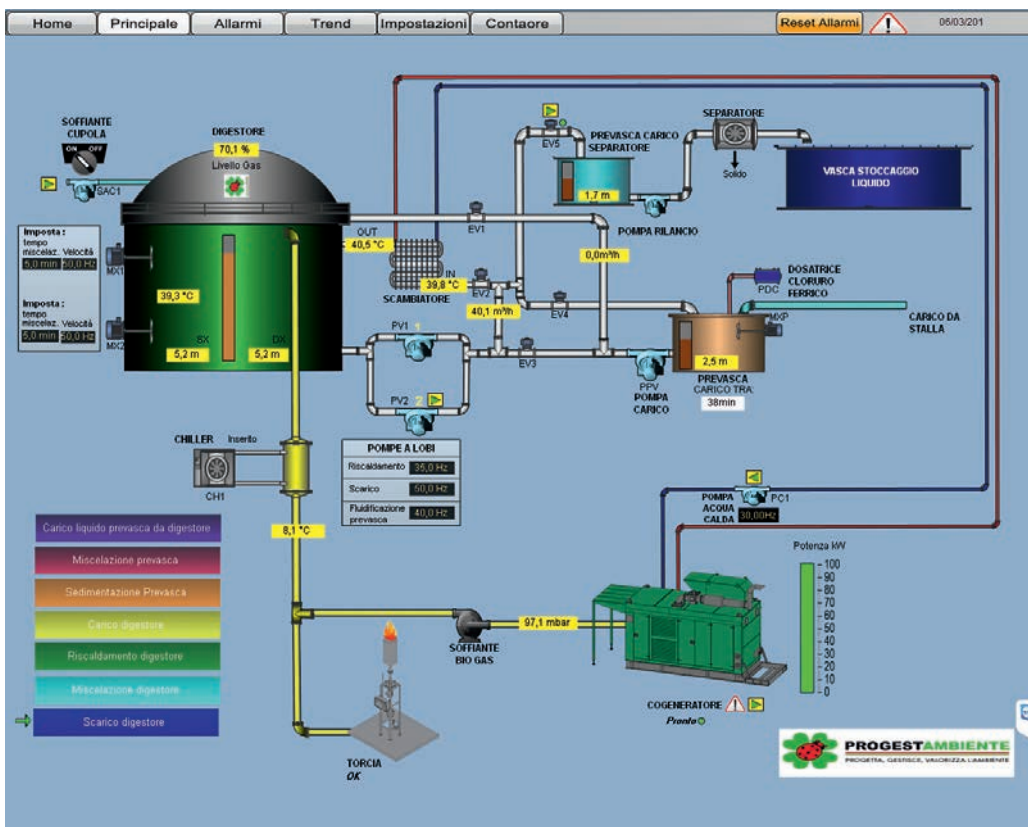 Home Principale Allarmi Trend Impostazioni Contaore Reset Allarmi 06/03/201
SOFFIANTE
CUPOLA
ON OFF
SAC1
DIGESTORE
70,1 %
Livello Gas
EV5
PREVASCA CARICO
SEPARATORE
1,7 m
SEPARATORE
Solido
POMPA RILANCIO
VASCA STOCCAGGIO
LIQUIDO
Imposta :
tempo
miscelaz. Velocità
5,0 min 50,0 Hz
MX1
Imposta :
tempo
miscelaz. Velocità
5,0 min 50,0 Hz
MX2
39,3 °C
SX DX
5,2 m 5,2 m
OUT
40,5 °C
IN
39,8 °C
SCAMBIATORE
EV1
EV2
0,0m³/h
40,1 m³/h
EV4
EV3
PV1 1
PV2 2
PDC
DOSATRICE
CLORURO
FERRICO
MXP
CARICO DA
STALLA
2,5 m
PPV
POMPA
CARICO
PREVASCA
CARICO TRA:
38min
CHILLER Inserito
CH1
POMPE A LOBI
Riscaldamento 35,0 Hz
Scarico 50,0 Hz
Fluidificazione
prevasca 40,0 Hz
8,1 °C
Carico liquido prevasca da digestore
Miscelazione prevasca
Sedimentazione Prevasca
Carico digestore
Riscaldamento digestore
Miscelazione digestore
Scarico digestore
TORCIA
OK
SOFFIANTE
BIO GAS
97,1 mbar
POMPA
ACQUA
CALDA
PC1
30,00Hz
Potenza kW
100
90
80
70
60
50
40
30
20
10
0
COGENERATORE
Pronto
PROGESTAMBIENTE
PROGETTA, GESTISCE, VALORIZZA L'AMBIENTE